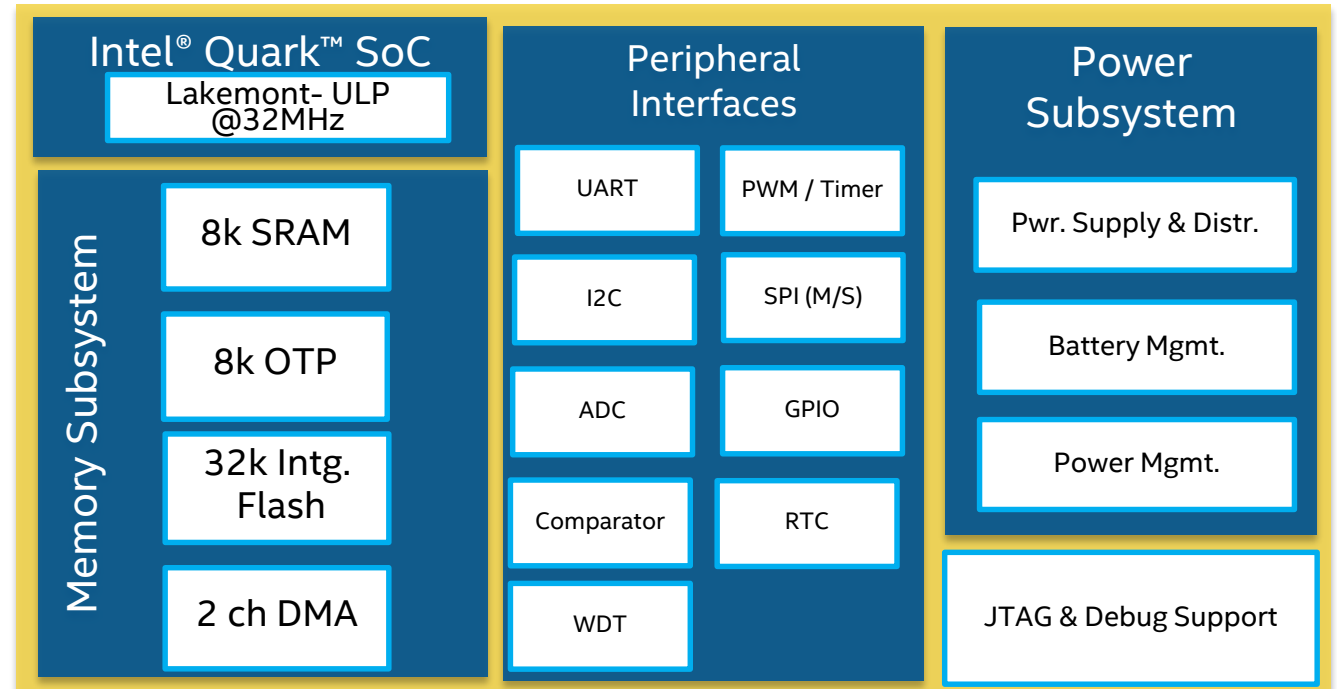 Intel® Quark™ SoC
Lakemont- ULP
@32MHz
Memory Subsystem
8k SRAM
8k OTP
32k Intg.
Flash
2 ch DMA
Peripheral
Interfaces
UART
PWM / Timer
I2C
SPI (M/S)
ADC
GPIO
Comparator
RTC
WDT
Power
Subsystem
Pwr. Supply & Distr.
Battery Mgmt.
Power Mgmt.
JTAG & Debug Support